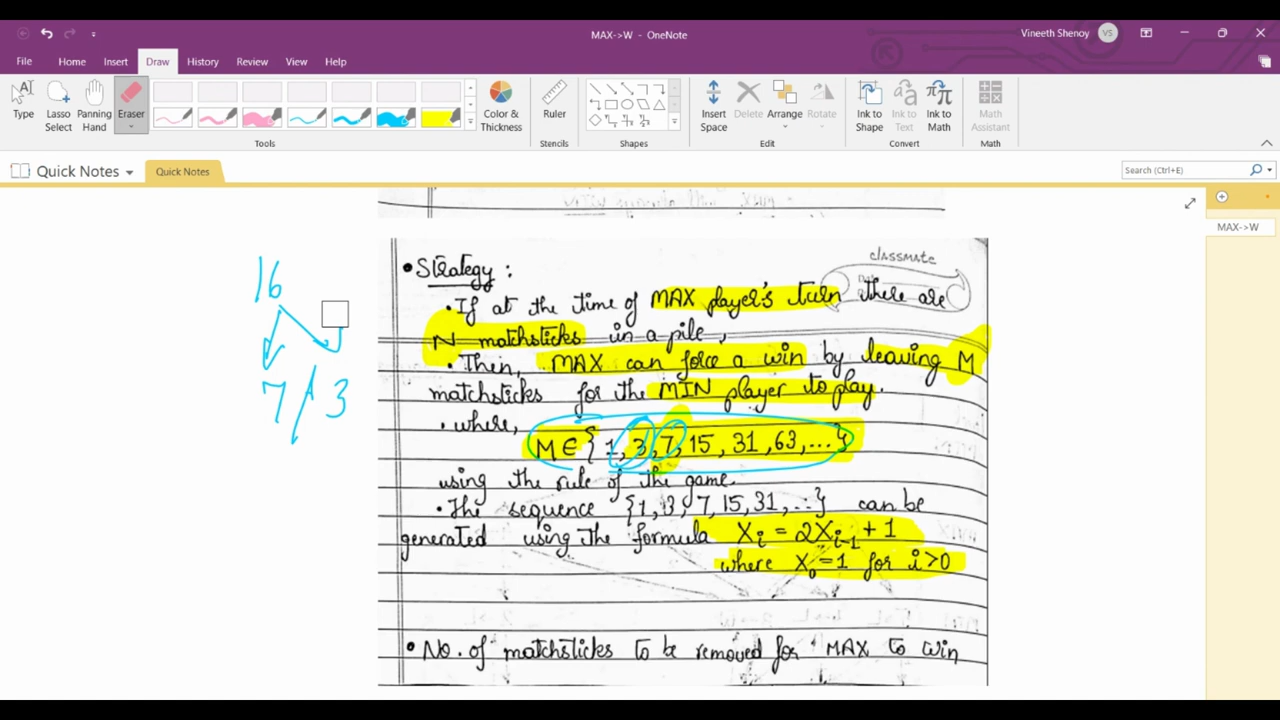 MAX->W - OneNote
Vineeth Shenoy
VS
File
Home
Insert
Draw
History
Review
View
Help
Type
Lasso Select
Panning Hand
Eraser
Color & Thickness
Ruler
Insert Space
Delete
Arrange
Rotate
Ink to Shape
Ink to Text
Ink to Math
Math Assistant
Tools
Stencils
Shapes
Edit
Convert
Math
Quick Notes
Quick Notes
Search (Ctrl+E)
MAX->W
classmate
16
7 3
• Strategy :
• If at the time of MAX player's turn there are
N matchsticks in a pile,
• Then, MAX can force a win by leaving M
matchsticks for the MIN player to play.
• where,
M ∈ { 1, 3, 7, 15, 31, 63, ... }
using the rule of the game.
• The sequence {1, 3, 7, 15, 31, ...} can be
generated using the formula Xi = 2Xi-1 + 1
where X0 = 1 for i > 0
• No. of matchsticks to be removed for MAX to win